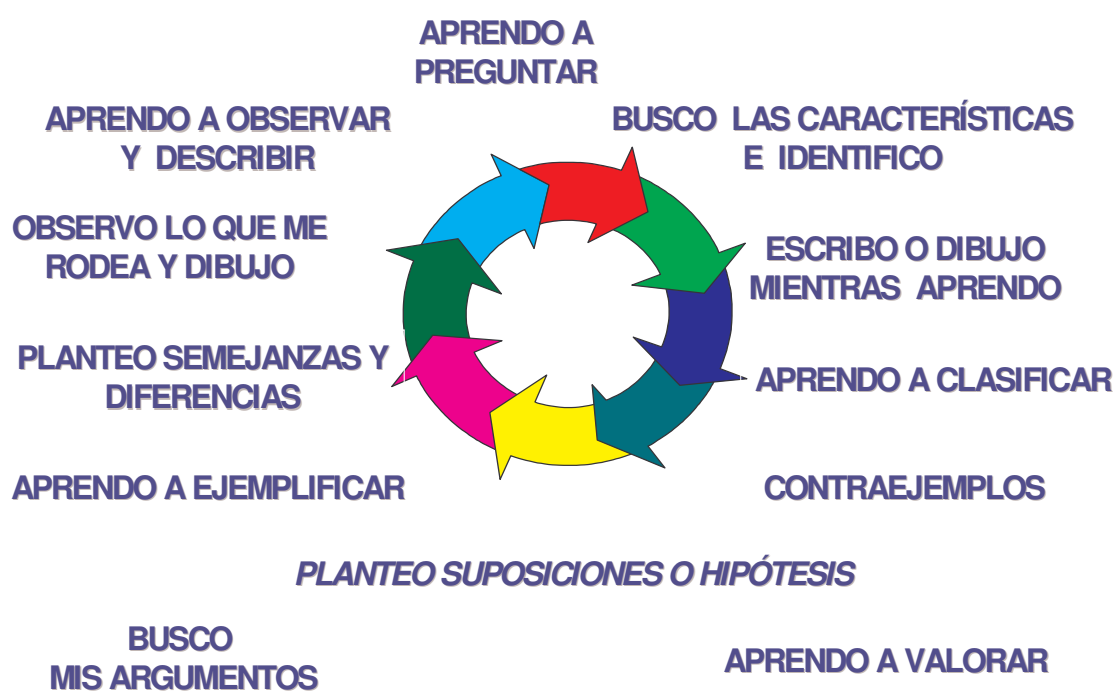 APRENDO A
PREGUNTAR
APRENDO A OBSERVAR
Y DESCRIBIR
BUSCO LAS CARACTERÍSTICAS
E IDENTIFICO
OBSERVO LO QUE ME
RODEA Y DIBUJO
ESCRIBO O DIBUJO
MIENTRAS APRENDO
PLANTEO SEMEJANZAS Y
DIFERENCIAS
APRENDO A CLASIFICAR
APRENDO A EJEMPLIFICAR
CONTRAEJEMPLOS
PLANTEO SUPOSICIONES O HIPÓTESIS
BUSCO
MIS ARGUMENTOS
APRENDO A VALORAR